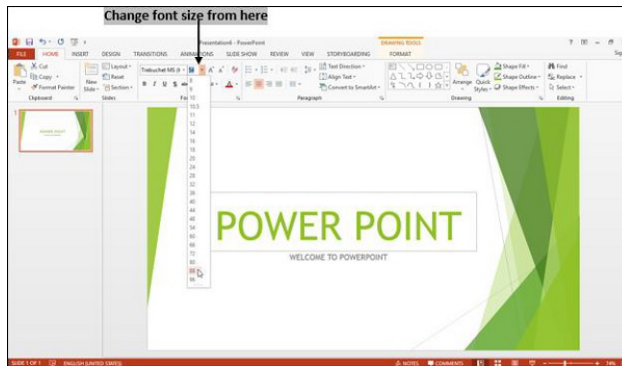 Change font size from here
Presentation6 - PowerPoint
DRAWING TOOLS
FILE HOME INSERT DESIGN TRANSITIONS ANIMATIONS SLIDE SHOW REVIEW VIEW STORYBOARDING FORMAT
Cut
Copy
Format Painter
Paste
Clipboard
New
Slide
Layout
Reset
Section
Slides
Trebuchet MS
B I U S
8
9
10
10.5
11
12
14
16
18
20
24
28
32
36
40
44
48
54
60
66
72
80
88
96
Text Direction
Align Text
Convert to SmartArt
Paragraph
Arrange
Quick
Styles
Shape Fill
Shape Outline
Shape Effects
Drawing
Find
Replace
Select
Editing
1
POWER POINT
WELCOME TO POWERPOINT
SLIDE 1 OF 1 ENGLISH (UNITED STATES)
NOTES COMMENTS
74%